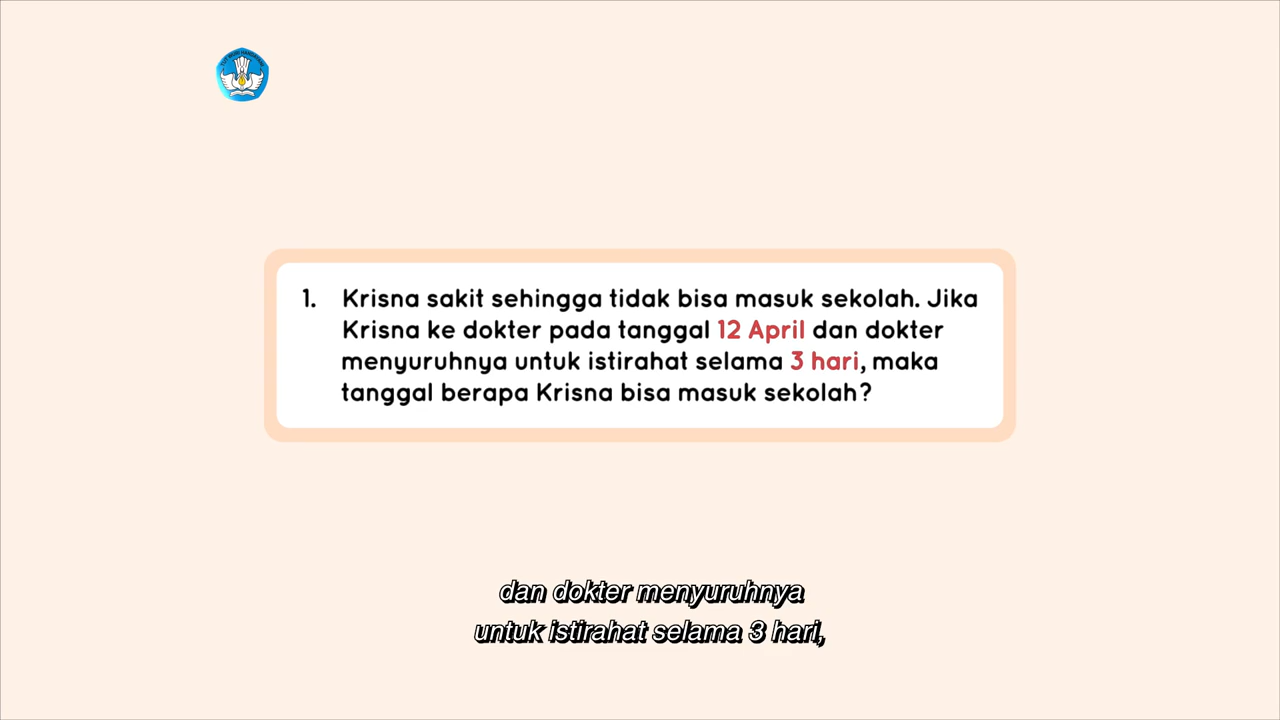 1. Krisna sakit sehingga tidak bisa masuk sekolah. Jika
Krisna ke dokter pada tanggal 12 April dan dokter
menyuruhnya untuk istirahat selama 3 hari, maka
tanggal berapa Krisna bisa masuk sekolah?
dan dokter menyuruhnya
untuk istirahat selama 3 hari,